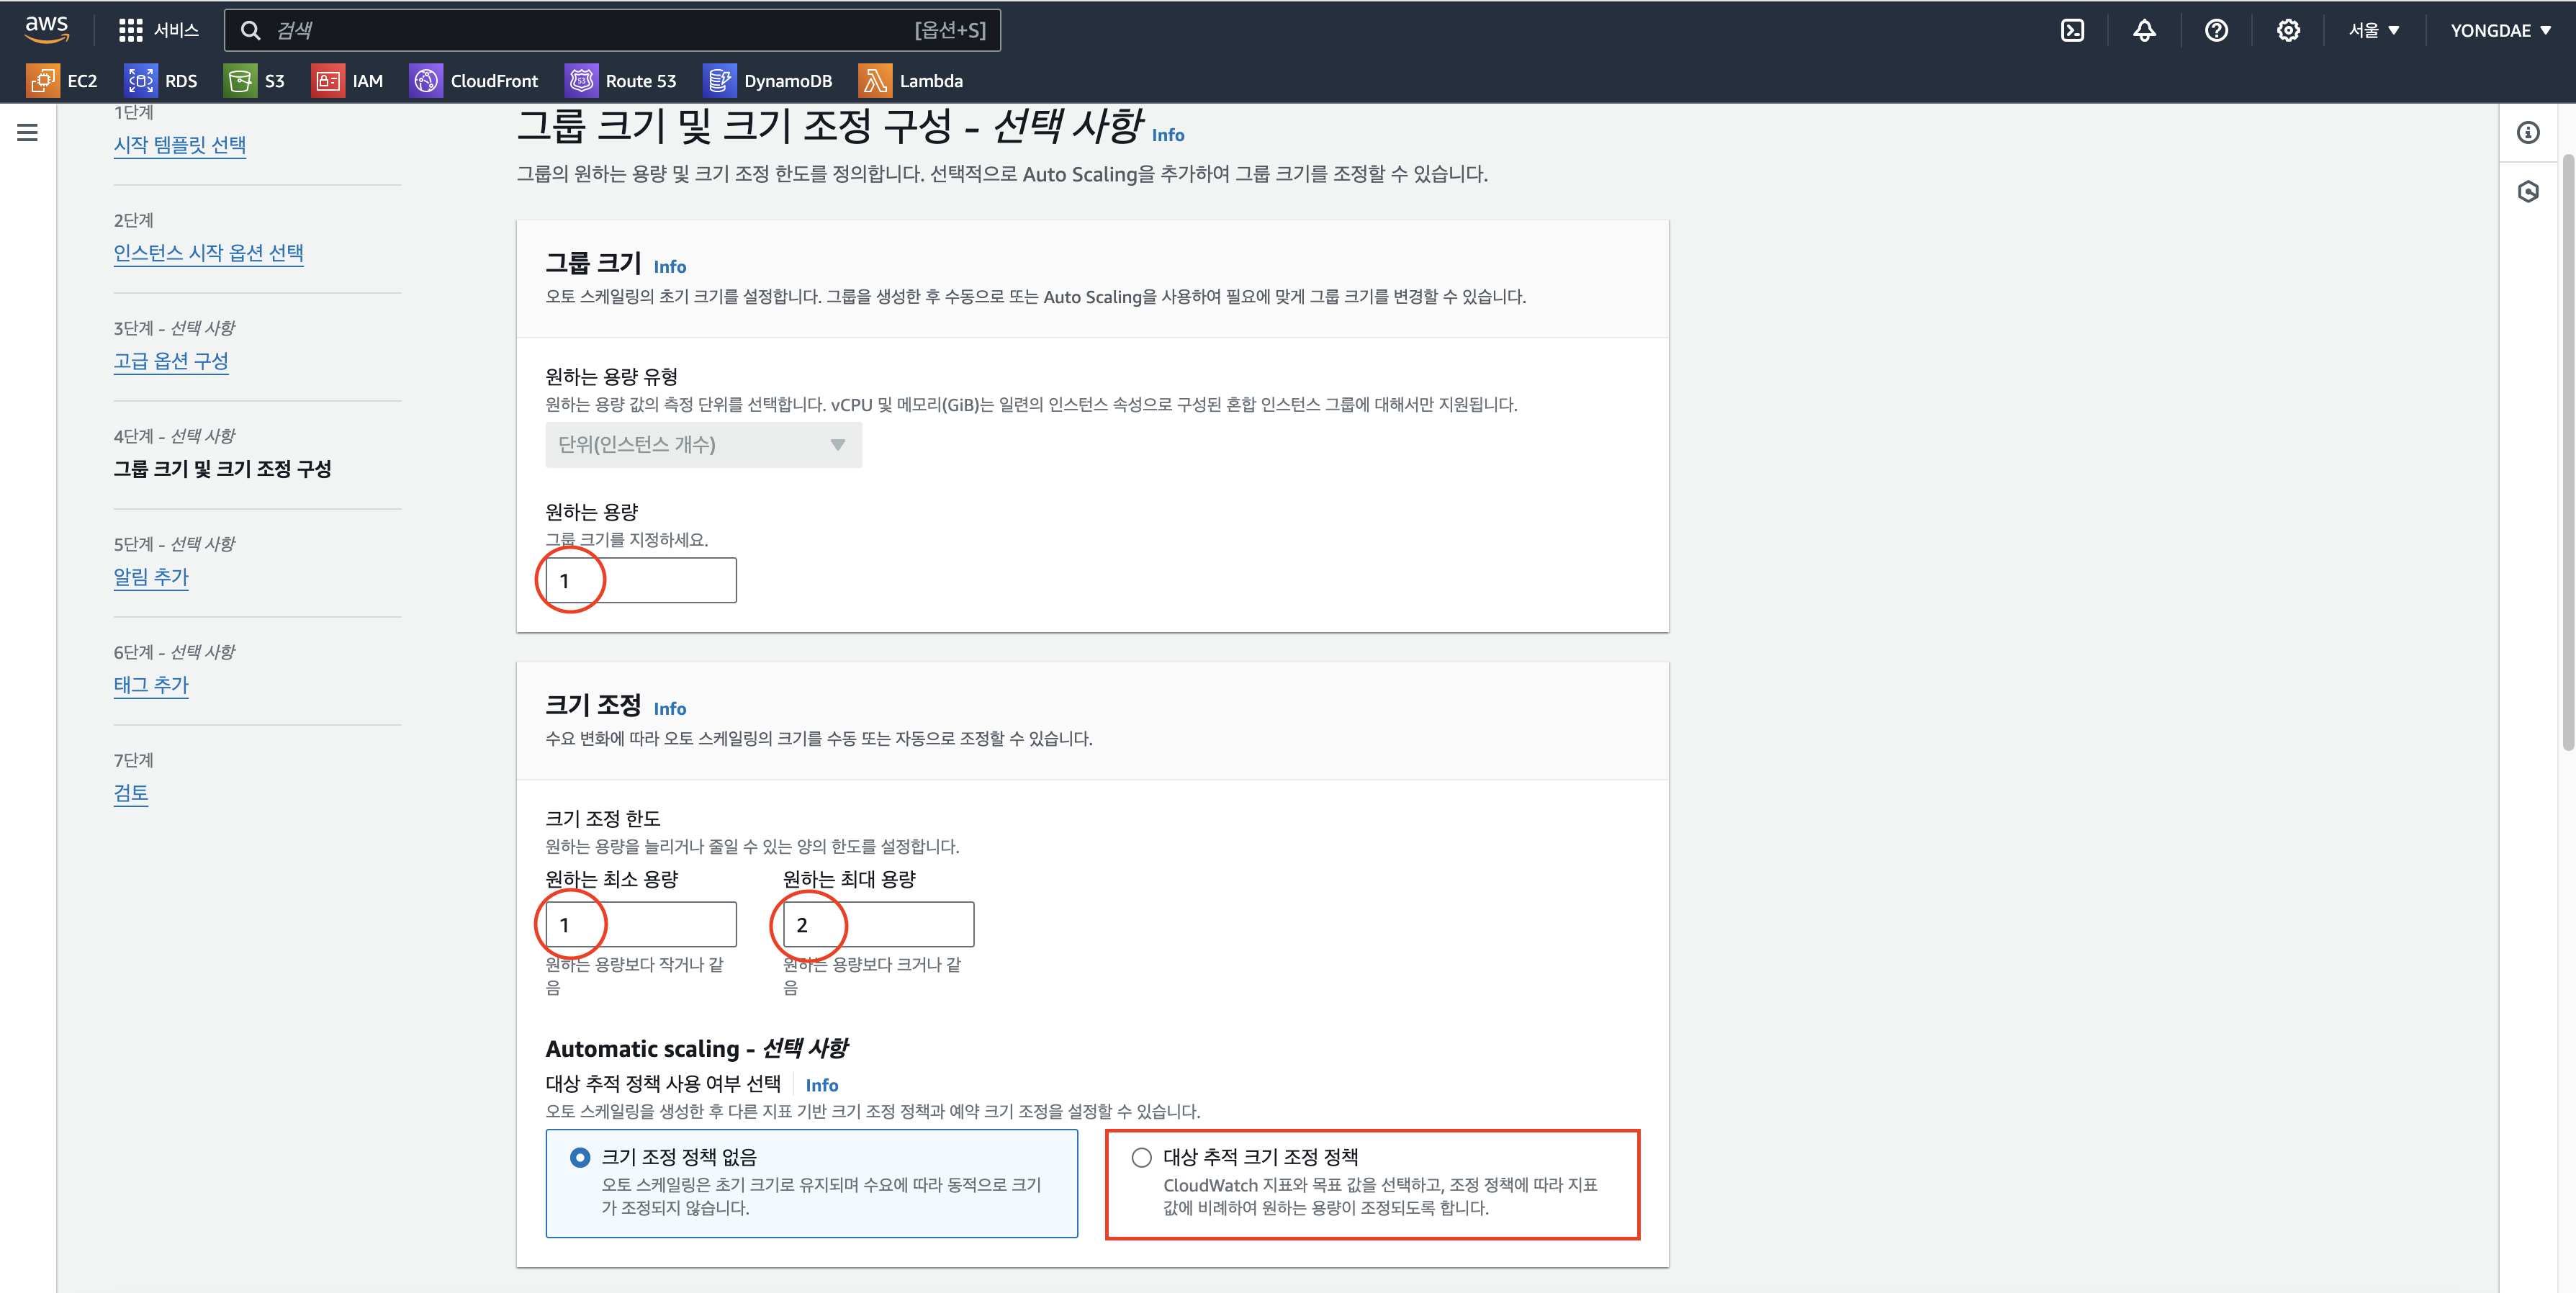 aws
서비스
검색
[옵션+S]
서울 ▼
YONGDAE ▼
EC2
RDS
S3
IAM
CloudFront
Route 53
DynamoDB
Lambda
1단계
시작 템플릿 선택
2단계
인스턴스 시작 옵션 선택
3단계 - 선택 사항
고급 옵션 구성
4단계 - 선택 사항
그룹 크기 및 크기 조정 구성
5단계 - 선택 사항
알림 추가
6단계 - 선택 사항
태그 추가
7단계
검토
그룹 크기 및 크기 조정 구성 - 선택 사항 Info
그룹의 원하는 용량 및 크기 조정 한도를 정의합니다. 선택적으로 Auto Scaling을 추가하여 그룹 크기를 조정할 수 있습니다.
그룹 크기 Info
오토 스케일링의 초기 크기를 설정합니다. 그룹을 생성한 후 수동으로 또는 Auto Scaling을 사용하여 필요에 맞게 그룹 크기를 변경할 수 있습니다.
원하는 용량 유형
원하는 용량 값의 측정 단위를 선택합니다. vCPU 및 메모리(GiB)는 일련의 인스턴스 속성으로 구성된 혼합 인스턴스 그룹에 대해서만 지원됩니다.
단위(인스턴스 개수)
원하는 용량
그룹 크기를 지정하세요.
1
크기 조정 Info
수요 변화에 따라 오토 스케일링의 크기를 수동 또는 자동으로 조정할 수 있습니다.
크기 조정 한도
원하는 용량을 늘리거나 줄일 수 있는 양의 한도를 설정합니다.
원하는 최소 용량
1
원하는 용량보다 작거나 같
음
원하는 최대 용량
2
원하는 용량보다 크거나 같
음
Automatic scaling - 선택 사항
대상 추적 정책 사용 여부 선택 Info
오토 스케일링을 생성한 후 다른 지표 기반 크기 조정 정책과 예약 크기 조정을 설정할 수 있습니다.
크기 조정 정책 없음
오토 스케일링은 초기 크기로 유지되며 수요에 따라 동적으로 크기
가 조정되지 않습니다.
대상 추적 크기 조정 정책
CloudWatch 지표와 목표 값을 선택하고, 조정 정책에 따라 지표
값에 비례하여 원하는 용량이 조정되도록 합니다.